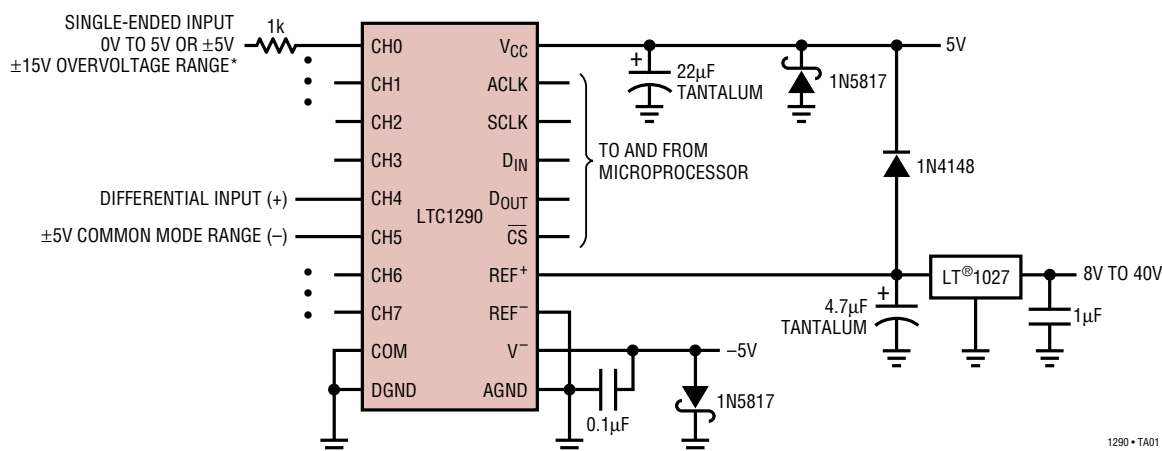 SINGLE-ENDED INPUT
0V TO 5V OR ±5V
±15V OVERVOLTAGE RANGE*
1k
DIFFERENTIAL INPUT (+)
±5V COMMON MODE RANGE (–)
CH0
CH1
CH2
CH3
CH4
CH5
CH6
CH7
COM
DGND
LTC1290
VCC
ACLK
SCLK
DIN
DOUT
C̅S̅
REF+
REF–
V–
AGND
TO AND FROM
MICROPROCESSOR
+
22µF
TANTALUM
1N5817
5V
1N4148
LT®1027
8V TO 40V
1µF
+
4.7µF
TANTALUM
–5V
1N5817
0.1µF
1290 • TA01